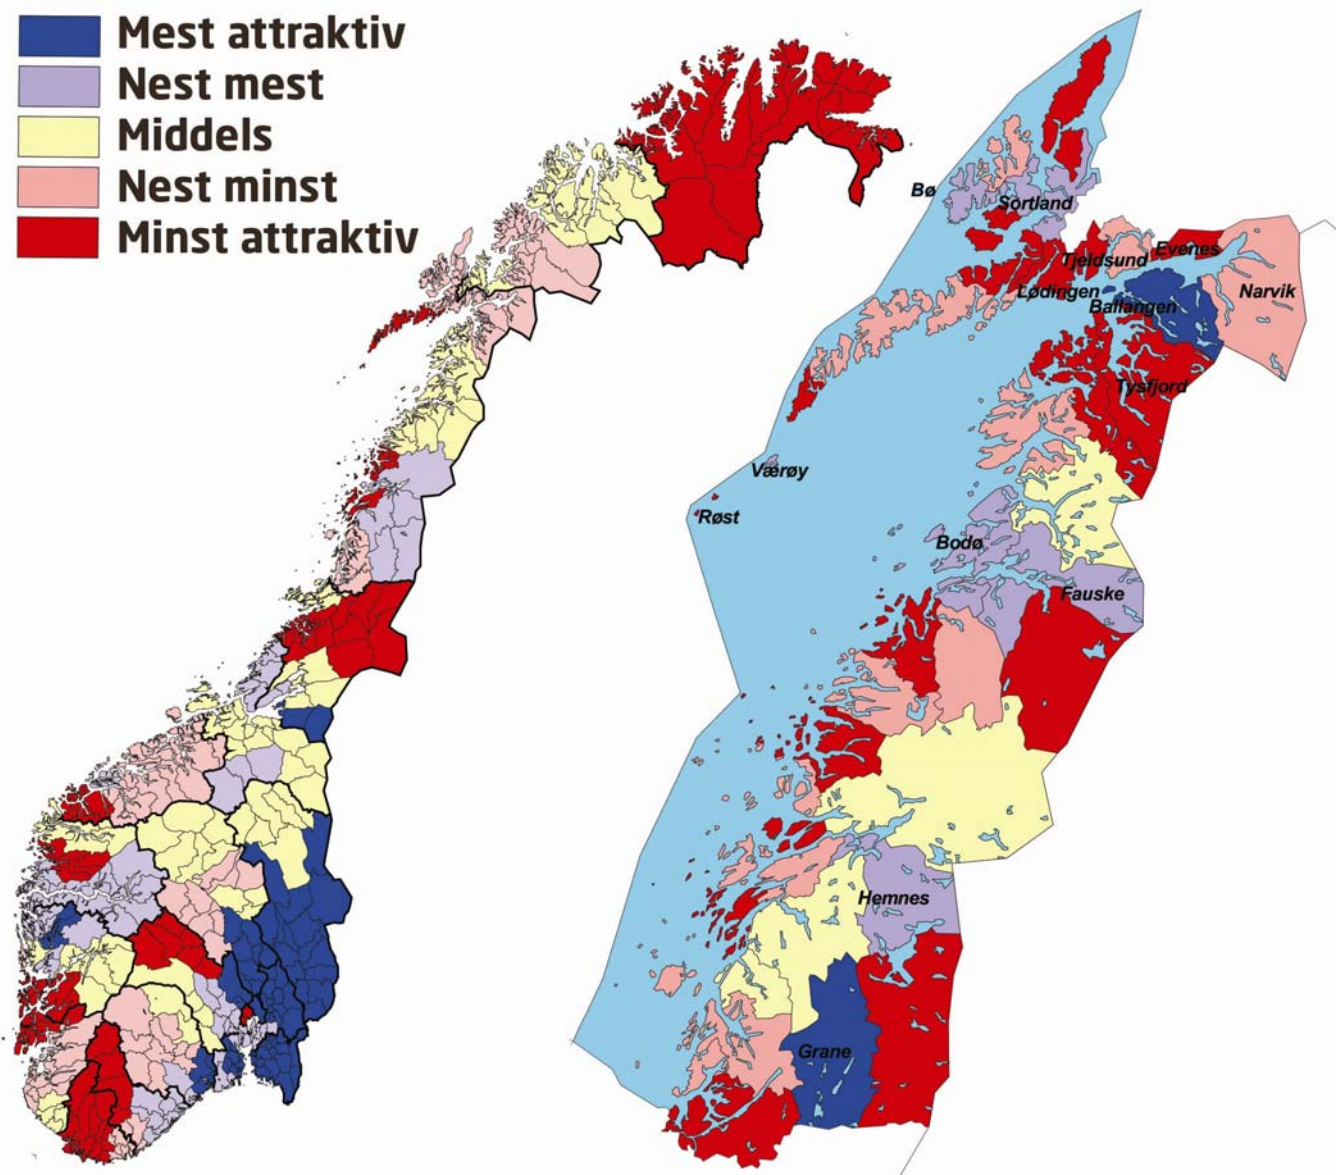 Mest attraktiv
Nest mest
Middels
Nest minst
Minst attraktiv
Bø
Sortland
Tjeldsund
Evenes
Lødingen
Ballangen
Narvik
Tysfjord
Værøy
Røst
Bodø
Fauske
Hemnes
Grane